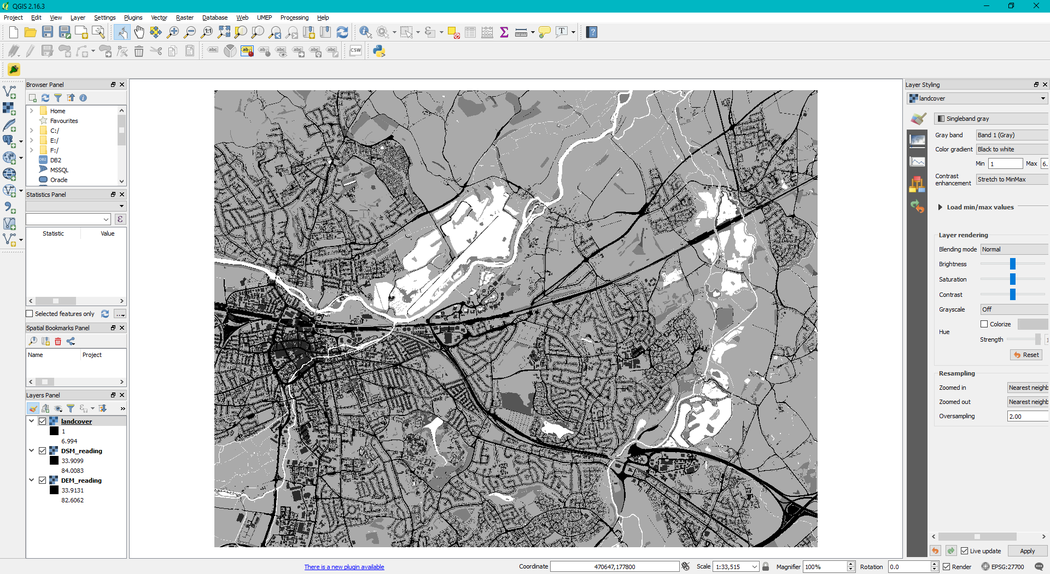 QGIS 2.16.3
Project Edit View Layer Settings Plugins Vector Raster Database Web UMEP Processing Help
CSW
Browser Panel
Home
Favourites
C:/
E:/
F:/
DB2
MSSQL
Oracle
Statistics Panel
Statistic Value
Selected features only
Spatial Bookmarks Panel
Name Project
Layers Panel
landcover
1
6.994
DSM_reading
33.9099
84.0083
DEM_reading
33.9131
82.6062
Layer Styling
landcover
Singleband gray
Gray band Band 1 (Gray)
Color gradient Black to white
Min 1 Max 6.
Contrast enhancement Stretch to MinMax
Load min/max values
Layer rendering
Blending mode Normal
Brightness
Saturation
Contrast
Grayscale Off
Hue Colorize
Strength
Reset
Resampling
Zoomed in Nearest neighb
Zoomed out Nearest neighb
Oversampling 2.00
Live update Apply
There is a new plugin available Coordinate 470647,177800 Scale 1:33,515 Magnifier 100% Rotation 0.0 Render EPSG:27700